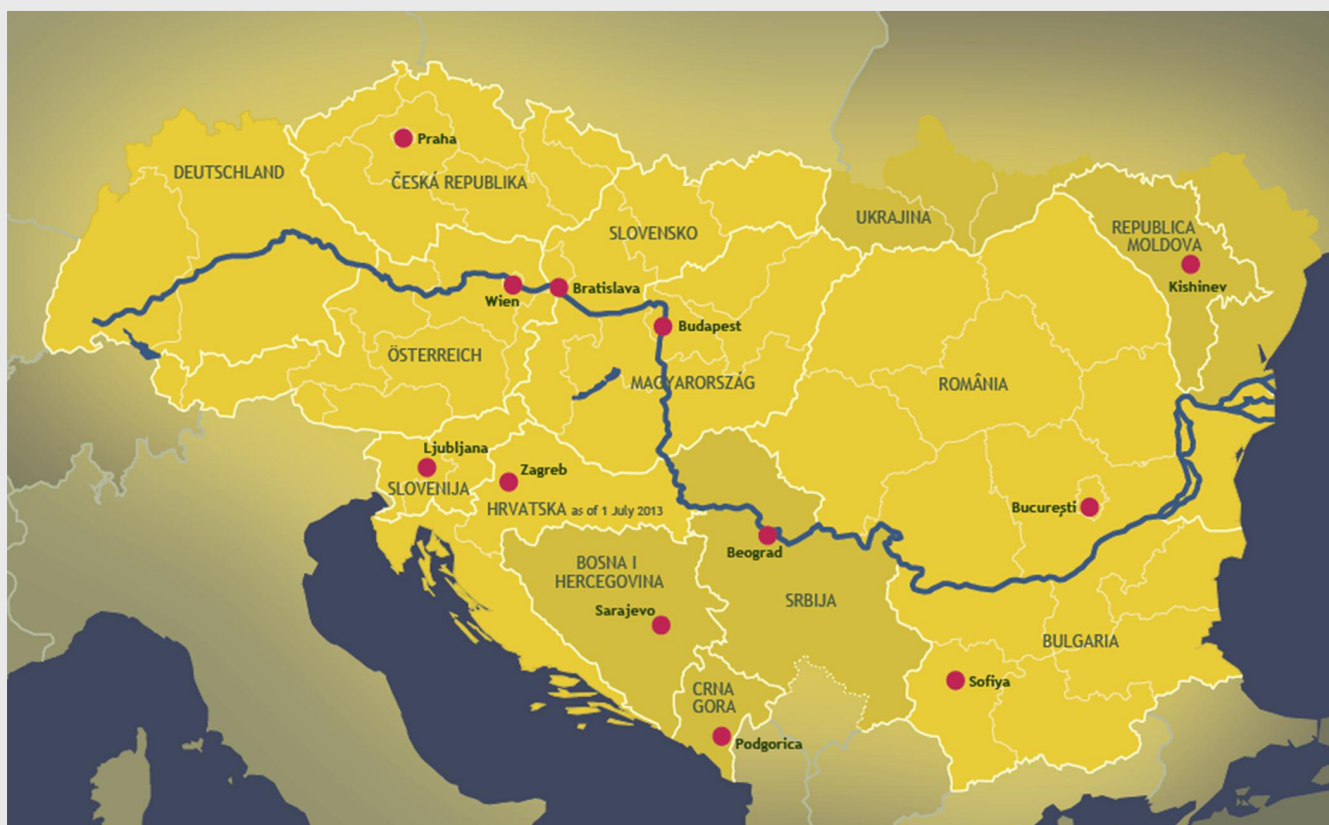 Praha
DEUTSCHLAND
ČESKÁ REPUBLIKA
UKRAJINA
REPUBLICA
MOLDOVA
SLOVENSKO
Kishinev
Wien
Bratislava
Budapest
ÖSTERREICH
MAGYARORSZÁG
ROMÂNIA
Ljubljana
Zagreb
SLOVENIJA
HRVATSKA as of 1 July 2013
Bucureşti
Beograd
BOSNA I
HERCEGOVINA
Sarajevo
SRBIJA
BULGARIA
Sofiya
CRNA
GORA
Podgorica